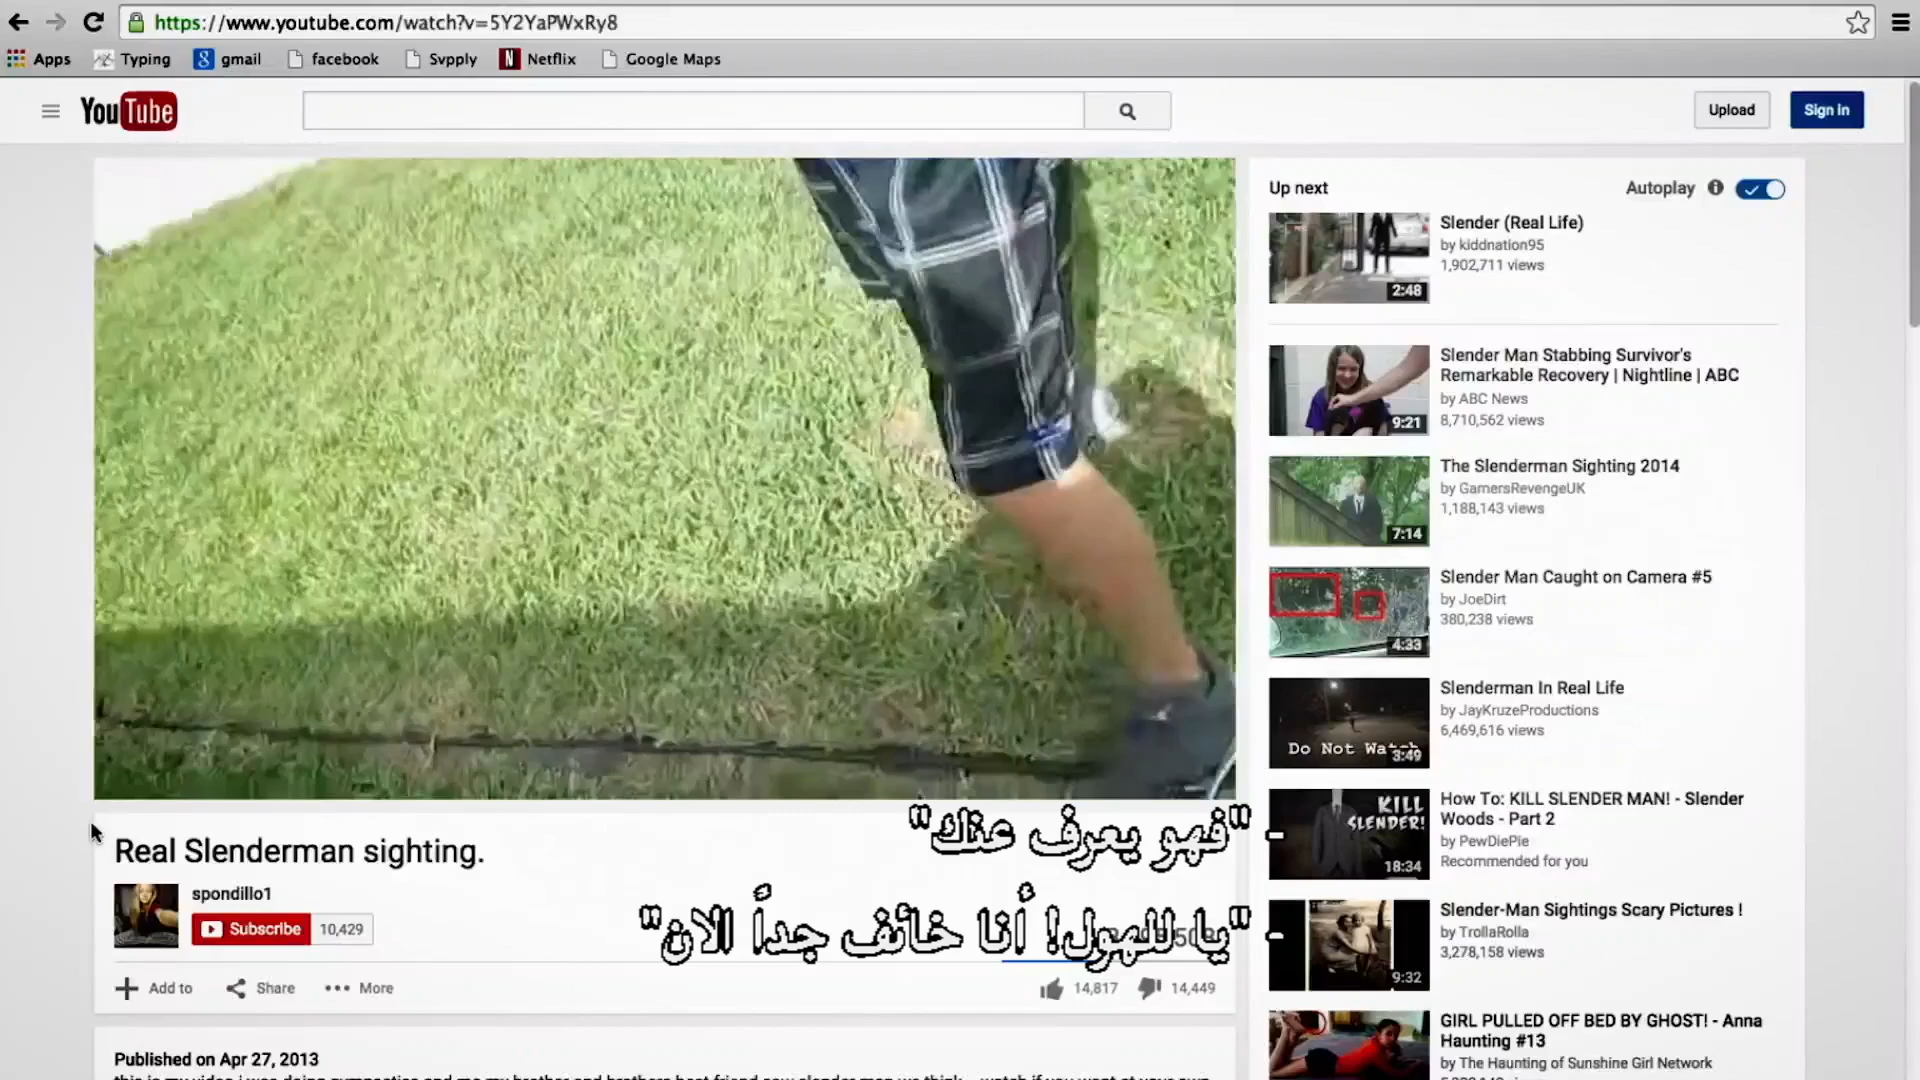 https://www.youtube.com/watch?v=5Y2YaPWxRy8
Apps Typing gmail facebook Svpply Netflix Google Maps
YouTube
Upload
Sign in
Up next
Autoplay
Slender (Real Life)
by kiddnation95
1,902,711 views
2:48
Slender Man Stabbing Survivor's
Remarkable Recovery | Nightline | ABC
by ABC News
8,710,562 views
9:21
The Slenderman Sighting 2014
by GamersRevengeUK
1,188,143 views
7:14
Slender Man Caught on Camera #5
by JoeDirt
380,238 views
4:33
Slenderman In Real Life
by JayKruzeProductions
6,469,616 views
Do Not Watch
3:49
How To: KILL SLENDER MAN! - Slender
Woods - Part 2
by PewDiePie
Recommended for you
KILL
SLENDER!
18:34
Slender-Man Sightings Scary Pictures !
by TrollaRolla
3,278,158 views
9:32
GIRL PULLED OFF BED BY GHOST! - Anna
Haunting #13
by The Haunting of Sunshine Girl Network
- "فهو يعرف عنك"
- "يا للهول! أنا خائف جداً الان"
Real Slenderman sighting.
spondillo1
Subscribe 10,429
Add to Share More
14,817 14,449
Published on Apr 27, 2013